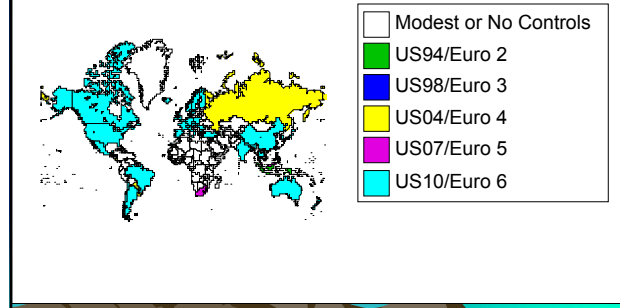 Modest or No Controls
US94/Euro 2
US98/Euro 3
US04/Euro 4
US07/Euro 5
US10/Euro 6